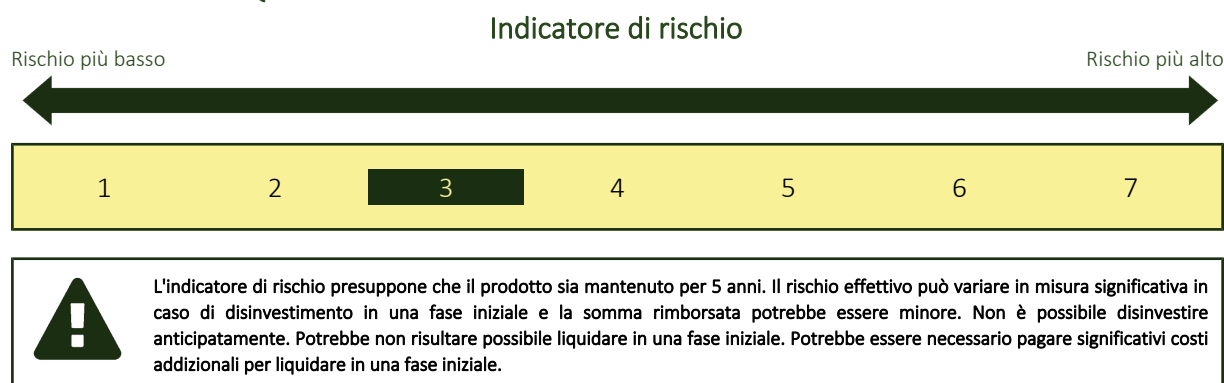 Indicatore di rischio
Rischio più basso
Rischio più alto
1 2 3 4 5 6 7
L'indicatore di rischio presuppone che il prodotto sia mantenuto per 5 anni. Il rischio effettivo può variare in misura significativa in
caso di disinvestimento in una fase iniziale e la somma rimborsata potrebbe essere minore. Non è possibile disinvestire
anticipatamente. Potrebbe non risultare possibile liquidare in una fase iniziale. Potrebbe essere necessario pagare significativi costi
addizionali per liquidare in una fase iniziale.